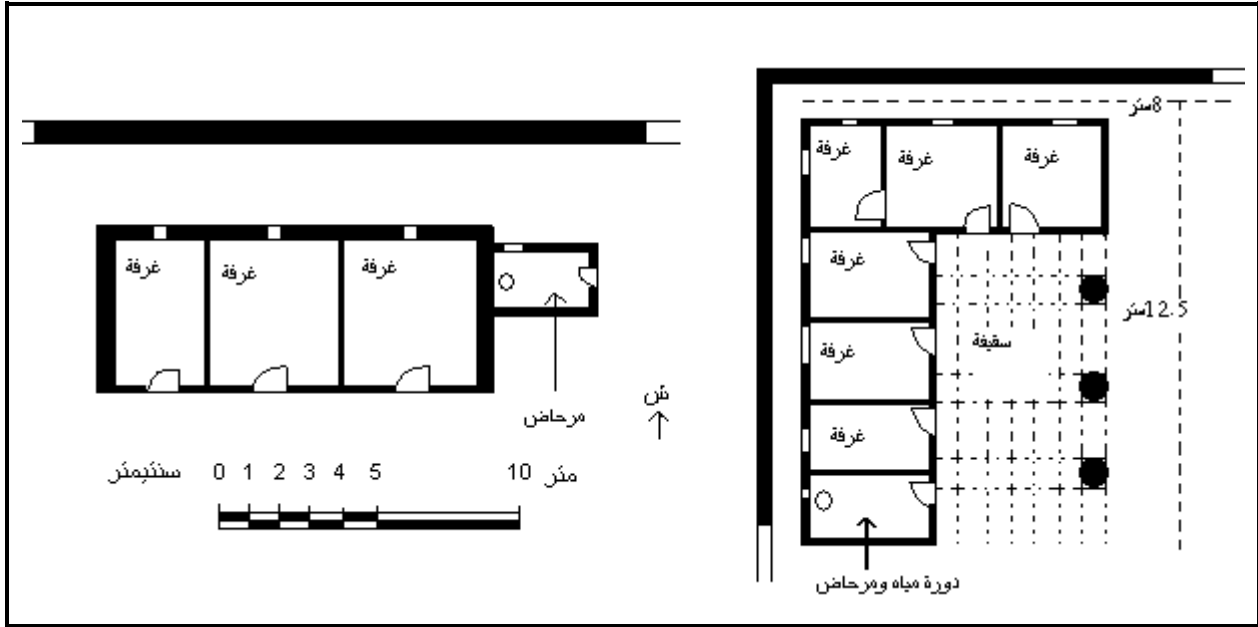 8متر
غرفة
غرفة
غرفة
غرفة
غرفة
غرفة
سقيفة
12.5متر
دورة مياه ومرحاض
غرفة
غرفة
غرفة
مرحاض
ش
سنتيمتر 0 1 2 3 4 5 10 متر